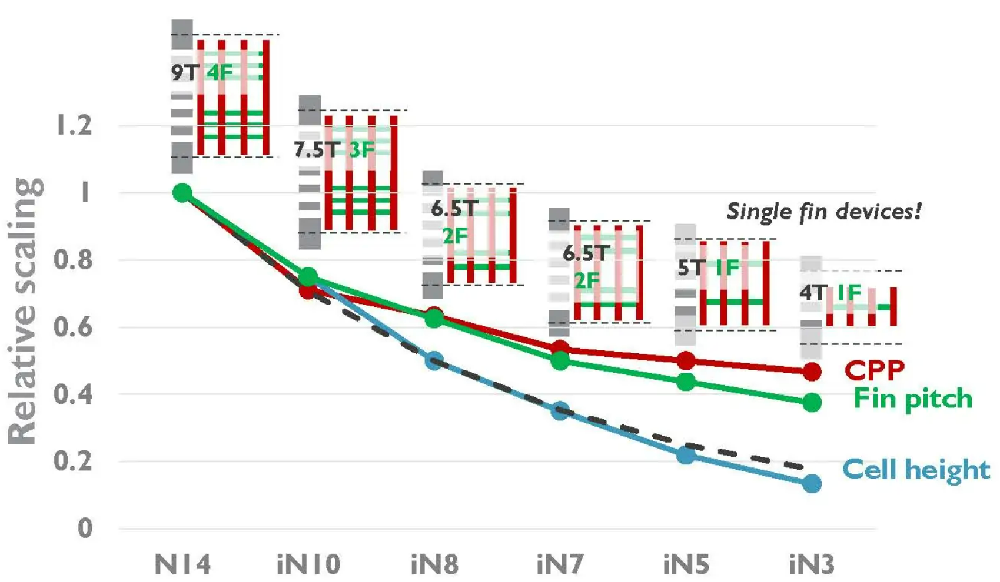 Relative scaling
1.2
1
0.8
0.6
0.4
0.2
0
N14
iN10
iN8
iN7
iN5
iN3
9T 4F
7.5T 3F
6.5T
2F
6.5T
2F
5T 1F
4T 1F
Single fin devices!
CPP
Fin pitch
Cell height